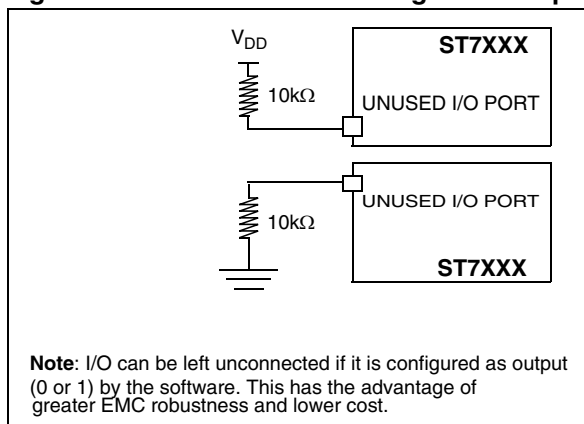 V_DD
ST7XXX
10kΩ
UNUSED I/O PORT
UNUSED I/O PORT
10kΩ
ST7XXX
Note: I/O can be left unconnected if it is configured as output
(0 or 1) by the software. This has the advantage of
greater EMC robustness and lower cost.